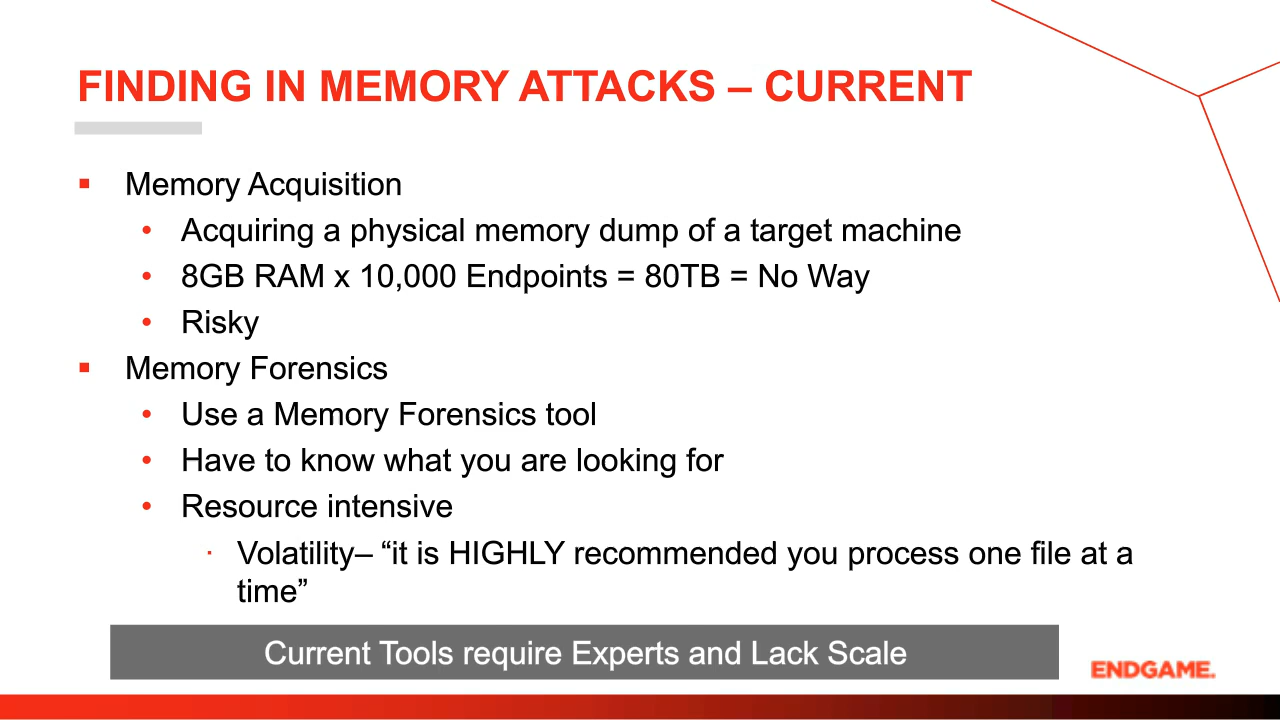 FINDING IN MEMORY ATTACKS – CURRENT
▪ Memory Acquisition
• Acquiring a physical memory dump of a target machine
• 8GB RAM x 10,000 Endpoints = 80TB = No Way
• Risky
▪ Memory Forensics
• Use a Memory Forensics tool
• Have to know what you are looking for
• Resource intensive
· Volatility– “it is HIGHLY recommended you process one file at a
time”
Current Tools require Experts and Lack Scale
ENDGAME.